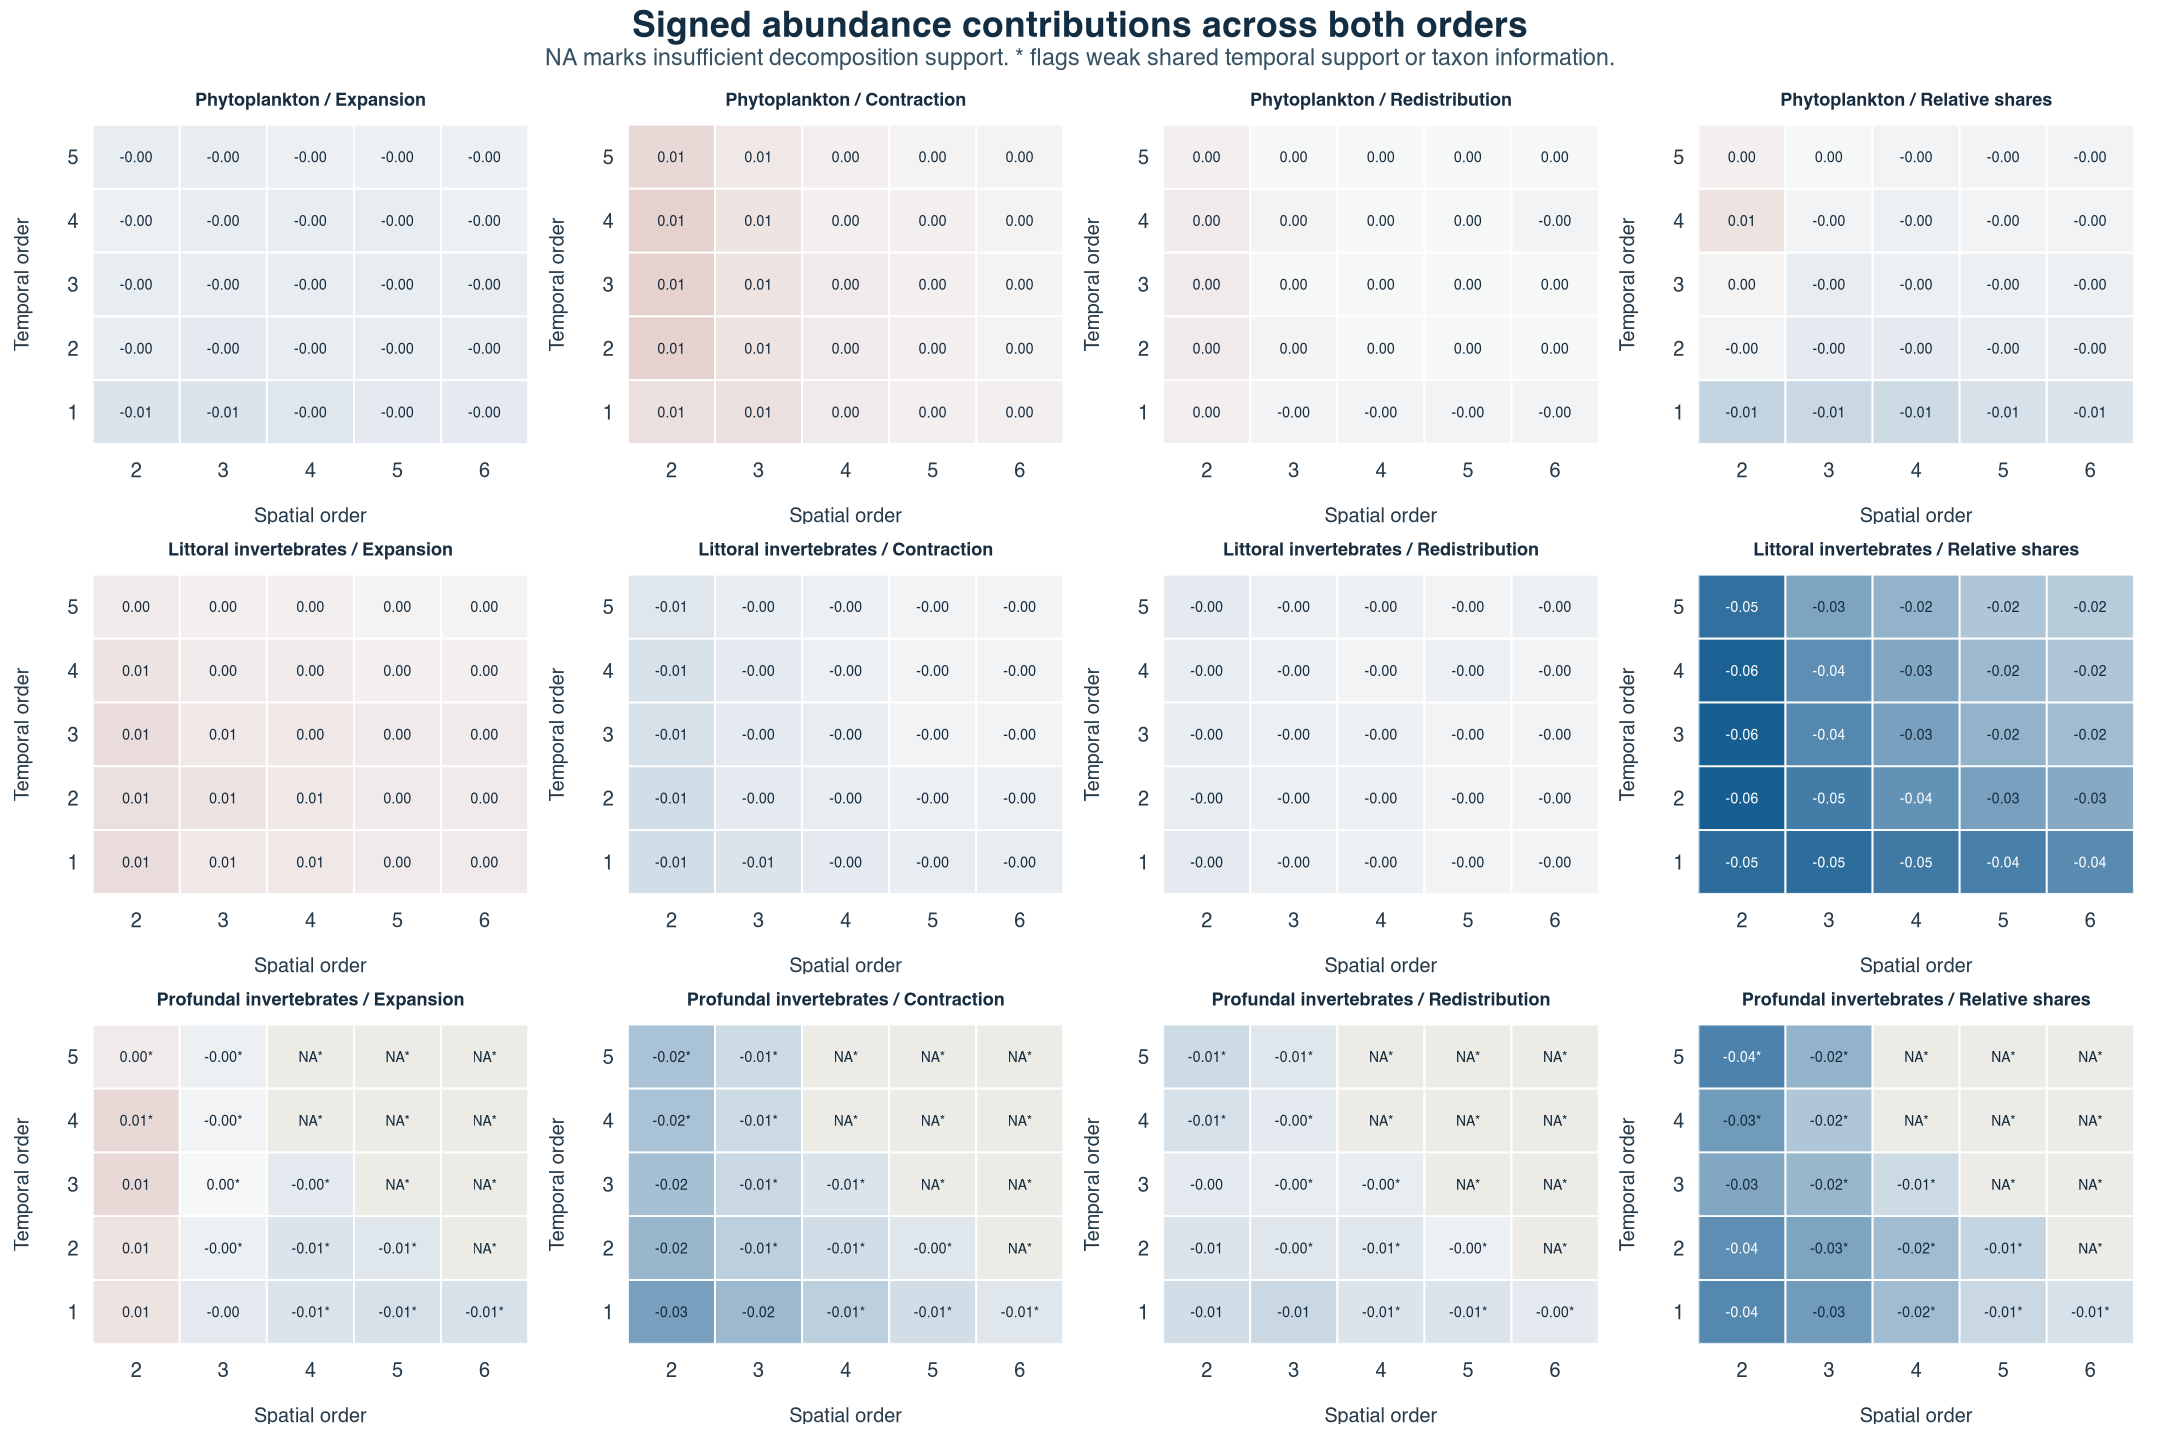 Signed abundance contributions across both orders
NA marks insufficient decomposition support. * flags weak shared temporal support or taxon information.
Phytoplankton / Expansion
Temporal order
5 -0.00 -0.00 -0.00 -0.00 -0.00
4 -0.00 -0.00 -0.00 -0.00 -0.00
3 -0.00 -0.00 -0.00 -0.00 -0.00
2 -0.00 -0.00 -0.00 -0.00 -0.00
1 -0.01 -0.01 -0.00 -0.00 -0.00
2 3 4 5 6
Spatial order
Phytoplankton / Contraction
Temporal order
5 0.01 0.01 0.00 0.00 0.00
4 0.01 0.01 0.00 0.00 0.00
3 0.01 0.01 0.00 0.00 0.00
2 0.01 0.01 0.00 0.00 0.00
1 0.01 0.01 0.00 0.00 0.00
2 3 4 5 6
Spatial order
Phytoplankton / Redistribution
Temporal order
5 0.00 0.00 0.00 0.00 0.00
4 0.00 0.00 0.00 0.00 -0.00
3 0.00 0.00 0.00 0.00 0.00
2 0.00 0.00 0.00 0.00 0.00
1 0.00 -0.00 -0.00 -0.00 -0.00
2 3 4 5 6
Spatial order
Phytoplankton / Relative shares
Temporal order
5 0.00 0.00 -0.00 -0.00 -0.00
4 0.01 -0.00 -0.00 -0.00 -0.00
3 0.00 -0.00 -0.00 -0.00 -0.00
2 -0.00 -0.00 -0.00 -0.00 -0.00
1 -0.01 -0.01 -0.01 -0.01 -0.01
2 3 4 5 6
Spatial order
Littoral invertebrates / Expansion
Temporal order
5 0.00 0.00 0.00 0.00 0.00
4 0.01 0.00 0.00 0.00 0.00
3 0.01 0.01 0.00 0.00 0.00
2 0.01 0.01 0.01 0.00 0.00
1 0.01 0.01 0.01 0.00 0.00
2 3 4 5 6
Spatial order
Littoral invertebrates / Contraction
Temporal order
5 -0.01 -0.00 -0.00 -0.00 -0.00
4 -0.01 -0.00 -0.00 -0.00 -0.00
3 -0.01 -0.00 -0.00 -0.00 -0.00
2 -0.01 -0.00 -0.00 -0.00 -0.00
1 -0.01 -0.01 -0.00 -0.00 -0.00
2 3 4 5 6
Spatial order
Littoral invertebrates / Redistribution
Temporal order
5 -0.00 -0.00 -0.00 -0.00 -0.00
4 -0.00 -0.00 -0.00 -0.00 -0.00
3 -0.00 -0.00 -0.00 -0.00 -0.00
2 -0.00 -0.00 -0.00 -0.00 -0.00
1 -0.00 -0.00 -0.00 -0.00 -0.00
2 3 4 5 6
Spatial order
Littoral invertebrates / Relative shares
Temporal order
5 -0.05 -0.03 -0.02 -0.02 -0.02
4 -0.06 -0.04 -0.03 -0.02 -0.02
3 -0.06 -0.04 -0.03 -0.02 -0.02
2 -0.06 -0.05 -0.04 -0.03 -0.03
1 -0.05 -0.05 -0.05 -0.04 -0.04
2 3 4 5 6
Spatial order
Profundal invertebrates / Expansion
Temporal order
5 0.00* -0.00* NA* NA* NA*
4 0.01* -0.00* NA* NA* NA*
3 0.01 0.00* -0.00* NA* NA*
2 0.01 -0.00* -0.01* -0.01* NA*
1 0.01 -0.00 -0.01* -0.01* -0.01*
2 3 4 5 6
Spatial order
Profundal invertebrates / Contraction
Temporal order
5 -0.02* -0.01* NA* NA* NA*
4 -0.02* -0.01* NA* NA* NA*
3 -0.02 -0.01* -0.01* NA* NA*
2 -0.02 -0.01* -0.01* -0.00* NA*
1 -0.03 -0.02 -0.01* -0.01* -0.01*
2 3 4 5 6
Spatial order
Profundal invertebrates / Redistribution
Temporal order
5 -0.01* -0.01* NA* NA* NA*
4 -0.01* -0.00* NA* NA* NA*
3 -0.00 -0.00* -0.00* NA* NA*
2 -0.01 -0.00* -0.01* -0.00* NA*
1 -0.01 -0.01 -0.01* -0.01* -0.00*
2 3 4 5 6
Spatial order
Profundal invertebrates / Relative shares
Temporal order
5 -0.04* -0.02* NA* NA* NA*
4 -0.03* -0.02* NA* NA* NA*
3 -0.03 -0.02* -0.01* NA* NA*
2 -0.04 -0.03* -0.02* -0.01* NA*
1 -0.04 -0.03 -0.02* -0.01* -0.01*
2 3 4 5 6
Spatial order